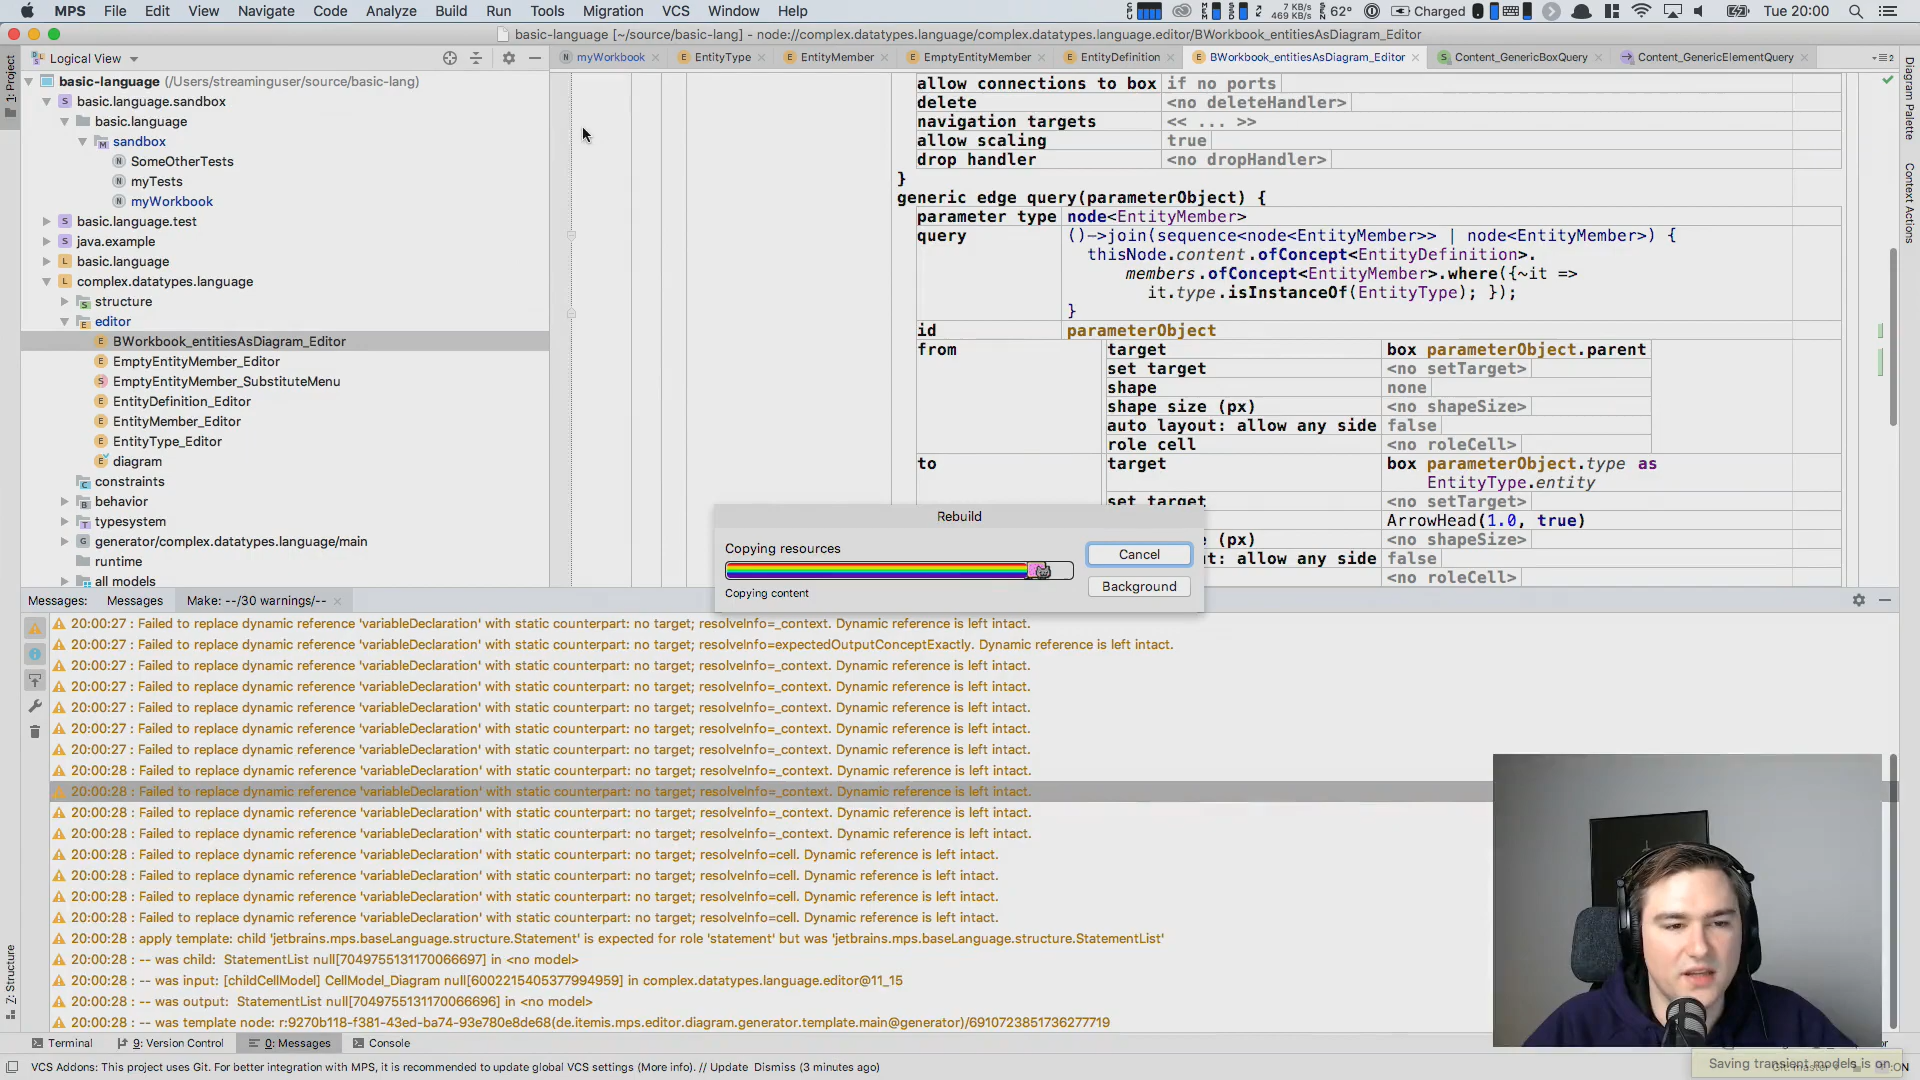 MPS File Edit View Navigate Code Analyze Build Run Tools Migration VCS Window Help
7 KB/s
469 KB/s
62°
Charged
Tue 20:00
basic-language [~/source/basic-lang] - node://complex.datatypes.language/complex.datatypes.language.editor/BWorkbook_entitiesAsDiagram_Editor
Logical View
myWorkbook
EntityType
EntityMember
EmptyEntityMember
EntityDefinition
BWorkbook_entitiesAsDiagram_Editor
Content_GenericBoxQuery
Content_GenericElementQuery
1: Project
Diagram Palette
Context Actions
Z: Structure
basic-language (/Users/streaminguser/source/basic-lang)
basic.language.sandbox
basic.language
sandbox
SomeOtherTests
myTests
myWorkbook
basic.language.test
java.example
basic.language
complex.datatypes.language
structure
editor
BWorkbook_entitiesAsDiagram_Editor
EmptyEntityMember_Editor
EmptyEntityMember_SubstituteMenu
EntityDefinition_Editor
EntityMember_Editor
EntityType_Editor
diagram
constraints
behavior
typesystem
generator/complex.datatypes.language/main
runtime
all models
allow connections to box if no ports
delete <no deleteHandler>
navigation targets << ... >>
allow scaling true
drop handler <no dropHandler>
}
generic edge query(parameterObject) {
parameter type node<EntityMember>
query ()->join(sequence<node<EntityMember>> | node<EntityMember>) {
thisNode.content.ofConcept<EntityDefinition>.
members.ofConcept<EntityMember>.where({~it =>
it.type.isInstanceOf(EntityType); });
}
id parameterObject
from target box parameterObject.parent
set target <no setTarget>
shape none
shape size (px) <no shapeSize>
auto layout: allow any side false
role cell <no roleCell>
to target box parameterObject.type as
EntityType.entity
set target <no setTarget>
ArrowHead(1.0, true)
(px) <no shapeSize>
t: allow any side false
<no roleCell>
Rebuild
Copying resources
Copying content
Cancel
Background
Messages: Messages Make: --/30 warnings/--
20:00:27 : Failed to replace dynamic reference 'variableDeclaration' with static counterpart: no target; resolveInfo=_context. Dynamic reference is left intact.
20:00:27 : Failed to replace dynamic reference 'variableDeclaration' with static counterpart: no target; resolveInfo=expectedOutputConceptExactly. Dynamic reference is left intact.
20:00:27 : Failed to replace dynamic reference 'variableDeclaration' with static counterpart: no target; resolveInfo=_context. Dynamic reference is left intact.
20:00:27 : Failed to replace dynamic reference 'variableDeclaration' with static counterpart: no target; resolveInfo=_context. Dynamic reference is left intact.
20:00:27 : Failed to replace dynamic reference 'variableDeclaration' with static counterpart: no target; resolveInfo=_context. Dynamic reference is left intact.
20:00:27 : Failed to replace dynamic reference 'variableDeclaration' with static counterpart: no target; resolveInfo=_context. Dynamic reference is left intact.
20:00:27 : Failed to replace dynamic reference 'variableDeclaration' with static counterpart: no target; resolveInfo=_context. Dynamic reference is left intact.
20:00:28 : Failed to replace dynamic reference 'variableDeclaration' with static counterpart: no target; resolveInfo=_context. Dynamic reference is left intact.
20:00:28 : Failed to replace dynamic reference 'variableDeclaration' with static counterpart: no target; resolveInfo=_context. Dynamic reference is left intact.
20:00:28 : Failed to replace dynamic reference 'variableDeclaration' with static counterpart: no target; resolveInfo=_context. Dynamic reference is left intact.
20:00:28 : Failed to replace dynamic reference 'variableDeclaration' with static counterpart: no target; resolveInfo=_context. Dynamic reference is left intact.
20:00:28 : Failed to replace dynamic reference 'variableDeclaration' with static counterpart: no target; resolveInfo=cell. Dynamic reference is left intact.
20:00:28 : Failed to replace dynamic reference 'variableDeclaration' with static counterpart: no target; resolveInfo=cell. Dynamic reference is left intact.
20:00:28 : Failed to replace dynamic reference 'variableDeclaration' with static counterpart: no target; resolveInfo=cell. Dynamic reference is left intact.
20:00:28 : Failed to replace dynamic reference 'variableDeclaration' with static counterpart: no target; resolveInfo=cell. Dynamic reference is left intact.
20:00:28 : apply template: child 'jetbrains.mps.baseLanguage.structure.Statement' is expected for role 'statement' but was 'jetbrains.mps.baseLanguage.structure.StatementList'
20:00:28 : -- was child: StatementList null[7049755131170066697] in <no model>
20:00:28 : -- was input: [childCellModel] CellModel_Diagram null[6002215405377994959] in complex.datatypes.language.editor@11_15
20:00:28 : -- was output: StatementList null[7049755131170066696] in <no model>
20:00:28 : -- was template node: r:9270b118-f381-43ed-ba74-93e780e8de68(de.itemis.mps.editor.diagram.generator.template.main@generator)/6910723851736277719
Terminal
9: Version Control
0: Messages
Console
VCS Addons: This project uses Git. For better integration with MPS, it is recommended to update global VCS settings (More info). // Update Dismiss (3 minutes ago)
Saving transient models is on